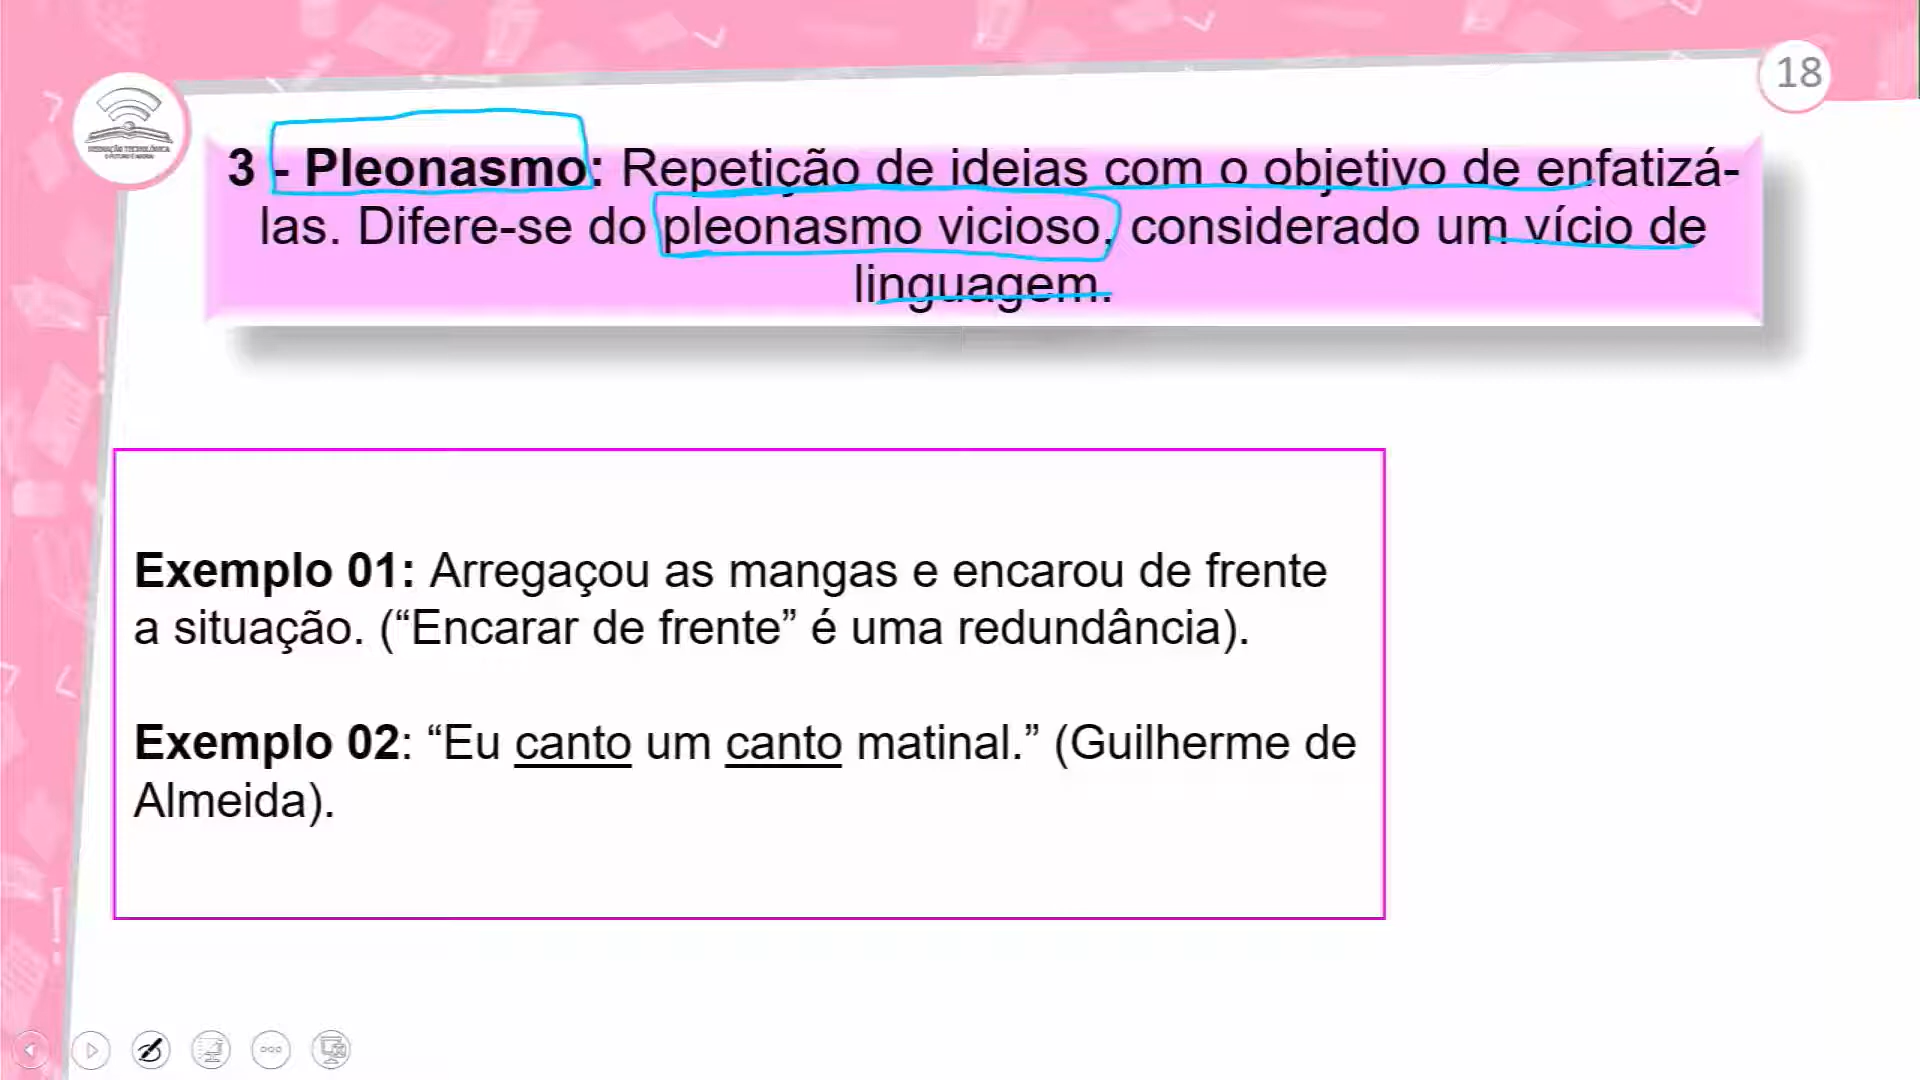 18
3 - Pleonasmo: Repetição de ideias com o objetivo de enfatizá-
las. Difere-se do pleonasmo vicioso, considerado um vício de
linguagem.
Exemplo 01: Arregaçou as mangas e encarou de frente
a situação. (“Encarar de frente” é uma redundância).
Exemplo 02: “Eu canto um canto matinal.” (Guilherme de
Almeida).